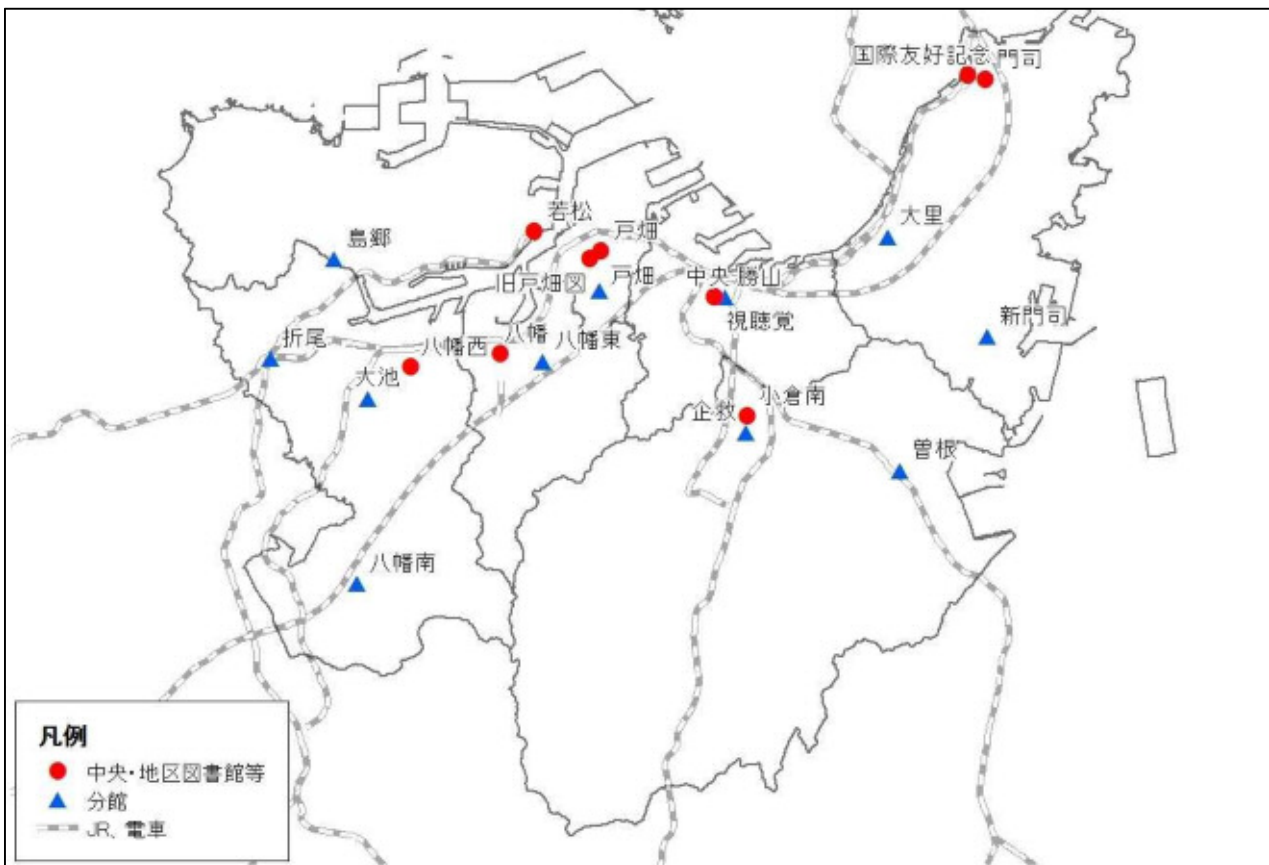 国際友好記念 門司
若松
大里
島郷
戸畑
中央 勝山
旧戸畑図 戸畑
視聴覚
新門司
折尾
八幡西 八幡 八幡東
大池
小倉南
企救
曽根
八幡南
凡例
中央・地区図書館等
分館
JR、電車